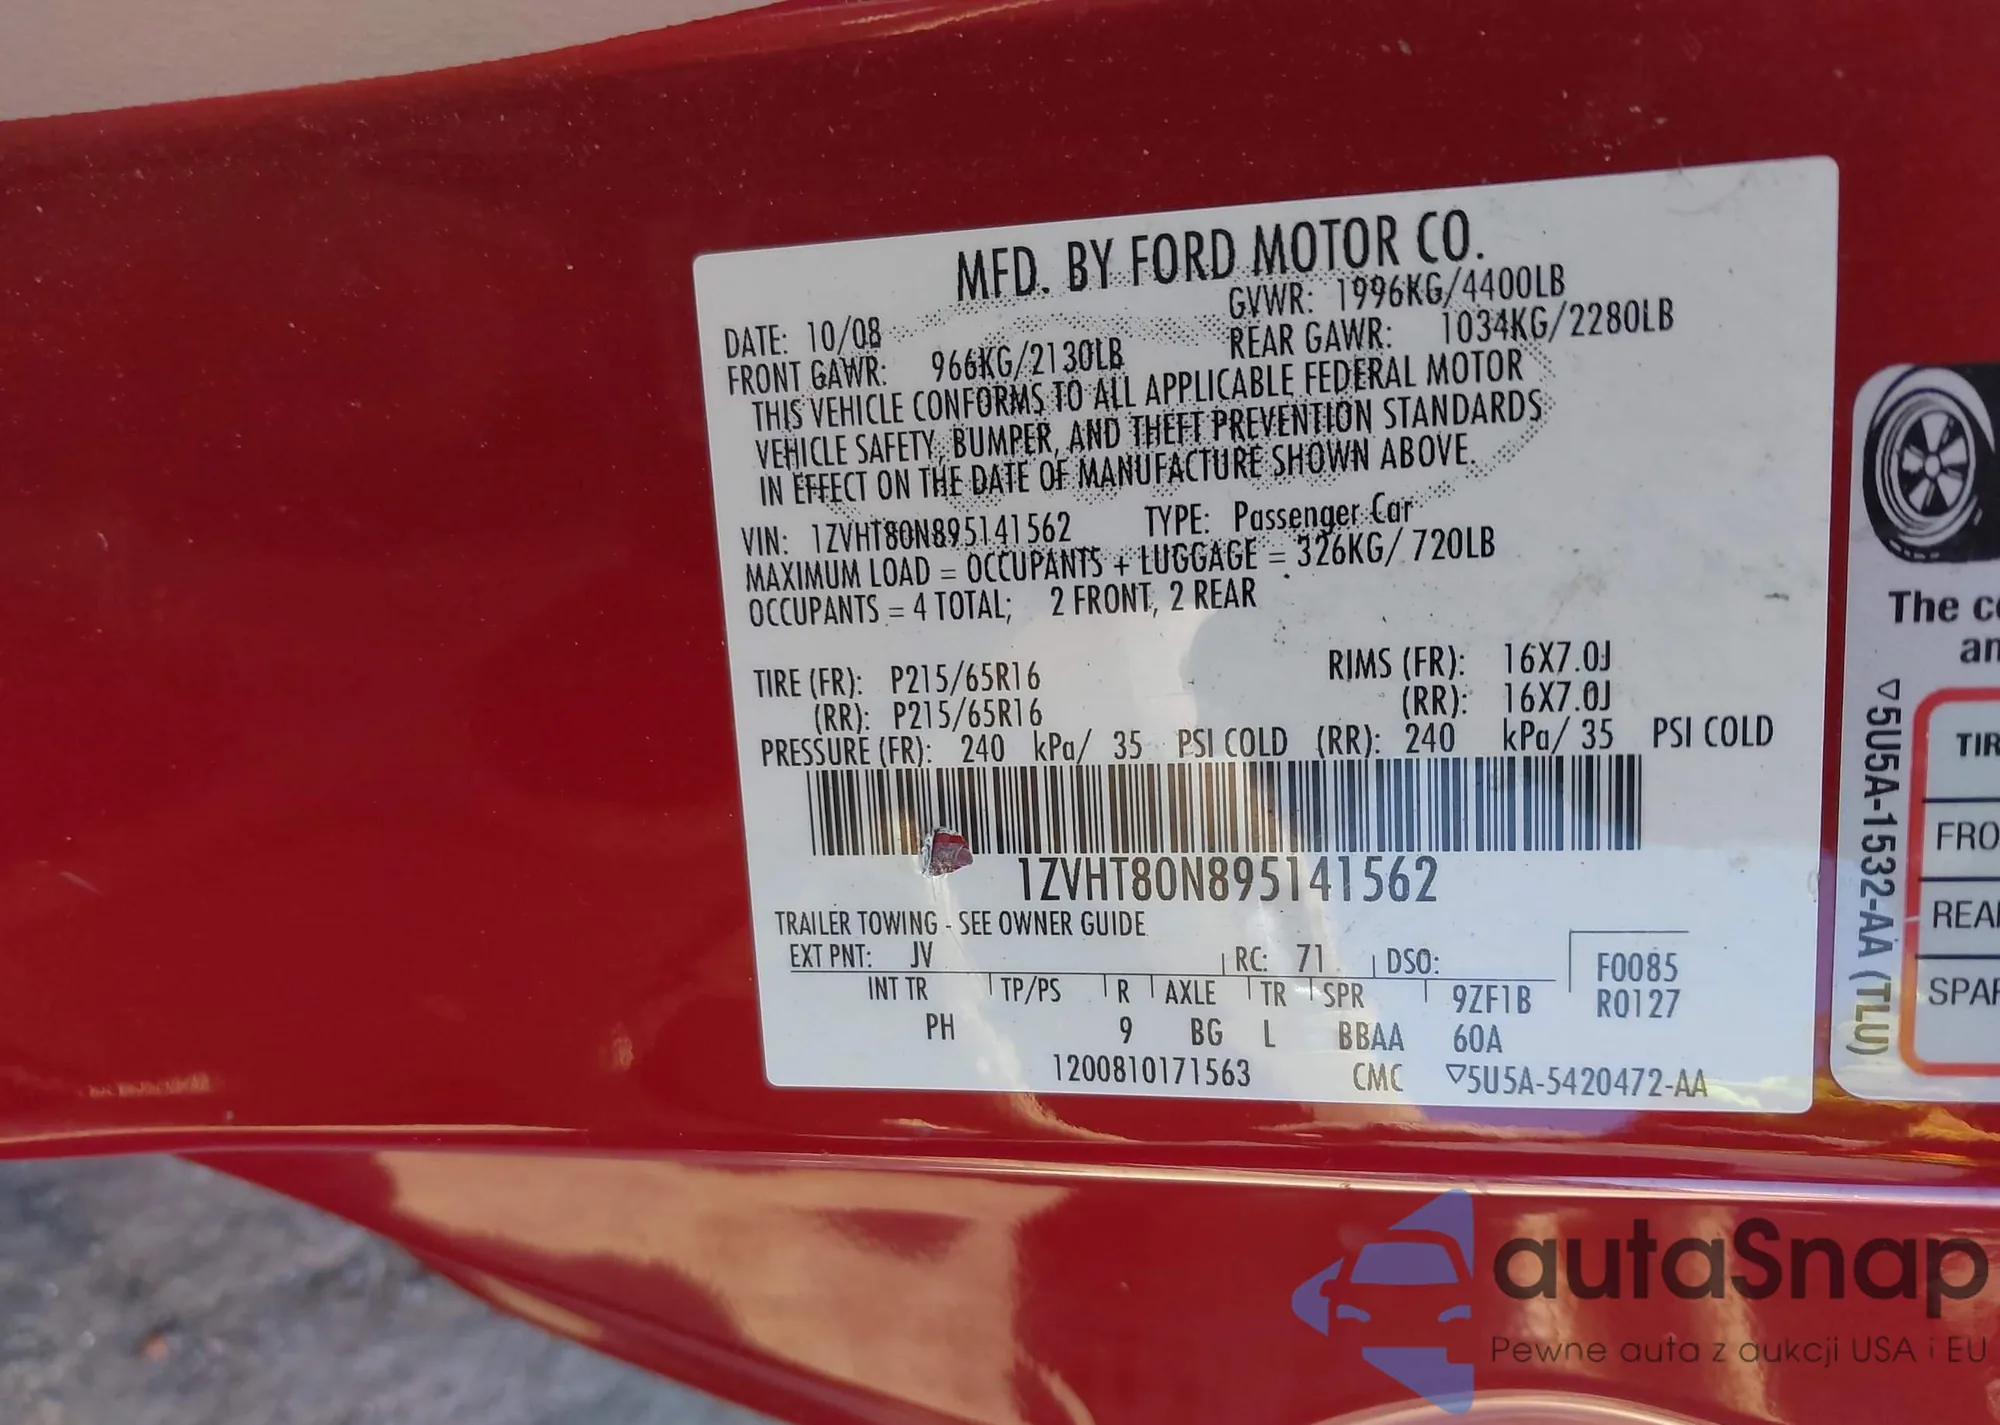 MFD. BY FORD MOTOR CO.
DATE: 10/08 GVWR: 1996KG/4400LB
FRONT GAWR: 966KG/2130LB REAR GAWR: 1034KG/2280LB
THIS VEHICLE CONFORMS TO ALL APPLICABLE FEDERAL MOTOR
VEHICLE SAFETY, BUMPER, AND THEFT PREVENTION STANDARDS
IN EFFECT ON THE DATE OF MANUFACTURE SHOWN ABOVE.
VIN: 1ZVHT80N895141562 TYPE: Passenger Car
MAXIMUM LOAD = OCCUPANTS + LUGGAGE = 326KG/ 720LB
OCCUPANTS = 4 TOTAL; 2 FRONT, 2 REAR
TIRE (FR): P215/65R16 RIMS (FR): 16X7.0J
(RR): P215/65R16 (RR): 16X7.0J
PRESSURE (FR): 240 kPa/ 35 PSI COLD (RR): 240 kPa/ 35 PSI COLD
1ZVHT80N895141562
TRAILER TOWING - SEE OWNER GUIDE
EXT PNT: JV RC: 71 DSO: F0085
INT TR TP/PS R AXLE TR SPR 9ZF1B R0127
PH 9 BG L BBAA 60A
1200810171563 CMC ▽5U5A-5420472-AA
The
▽5U5A-1532-AA (TLU)
TIR
FRO
REA
SPA
autaSnap
Pewne auta z aukcji USA i EU